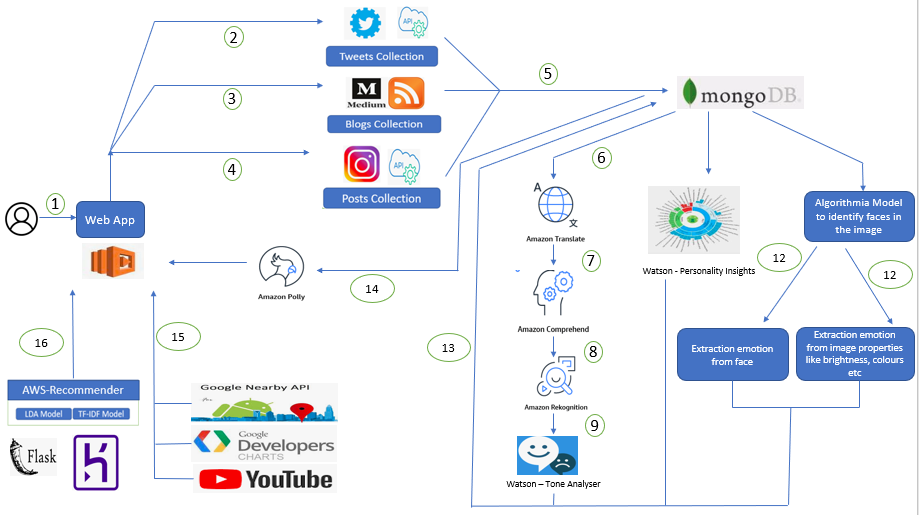 2
API
Tweets Collection
3
M
Medium
Blogs Collection
5
mongoDB.
4
API
Posts Collection
1
Web App
6
A
文
Amazon Translate
7
Amazon Comprehend
8
Amazon Rekognition
9
Watson – Tone Analyser
Watson - Personality Insights
Algorithmia Model
to identify faces in
the image
12
12
Extraction emotion
from face
Extraction emotion
from image properties
like brightness, colours
etc
13
14
Amazon Polly
16
15
AWS-Recommender
LDA Model
TF-IDF Model
Flask
Google Nearby API
Google
Developers
CHARTS
YouTube